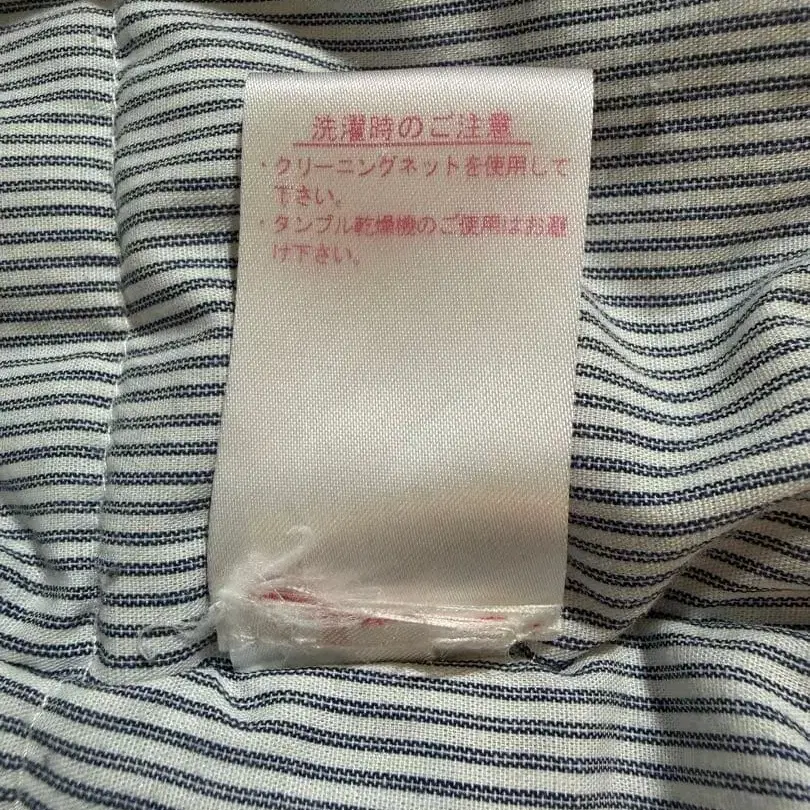 洗濯時のご注意
・クリーニングネットを使用して
下さい。
・タンブル乾燥機のご使用はお避
け下さい。